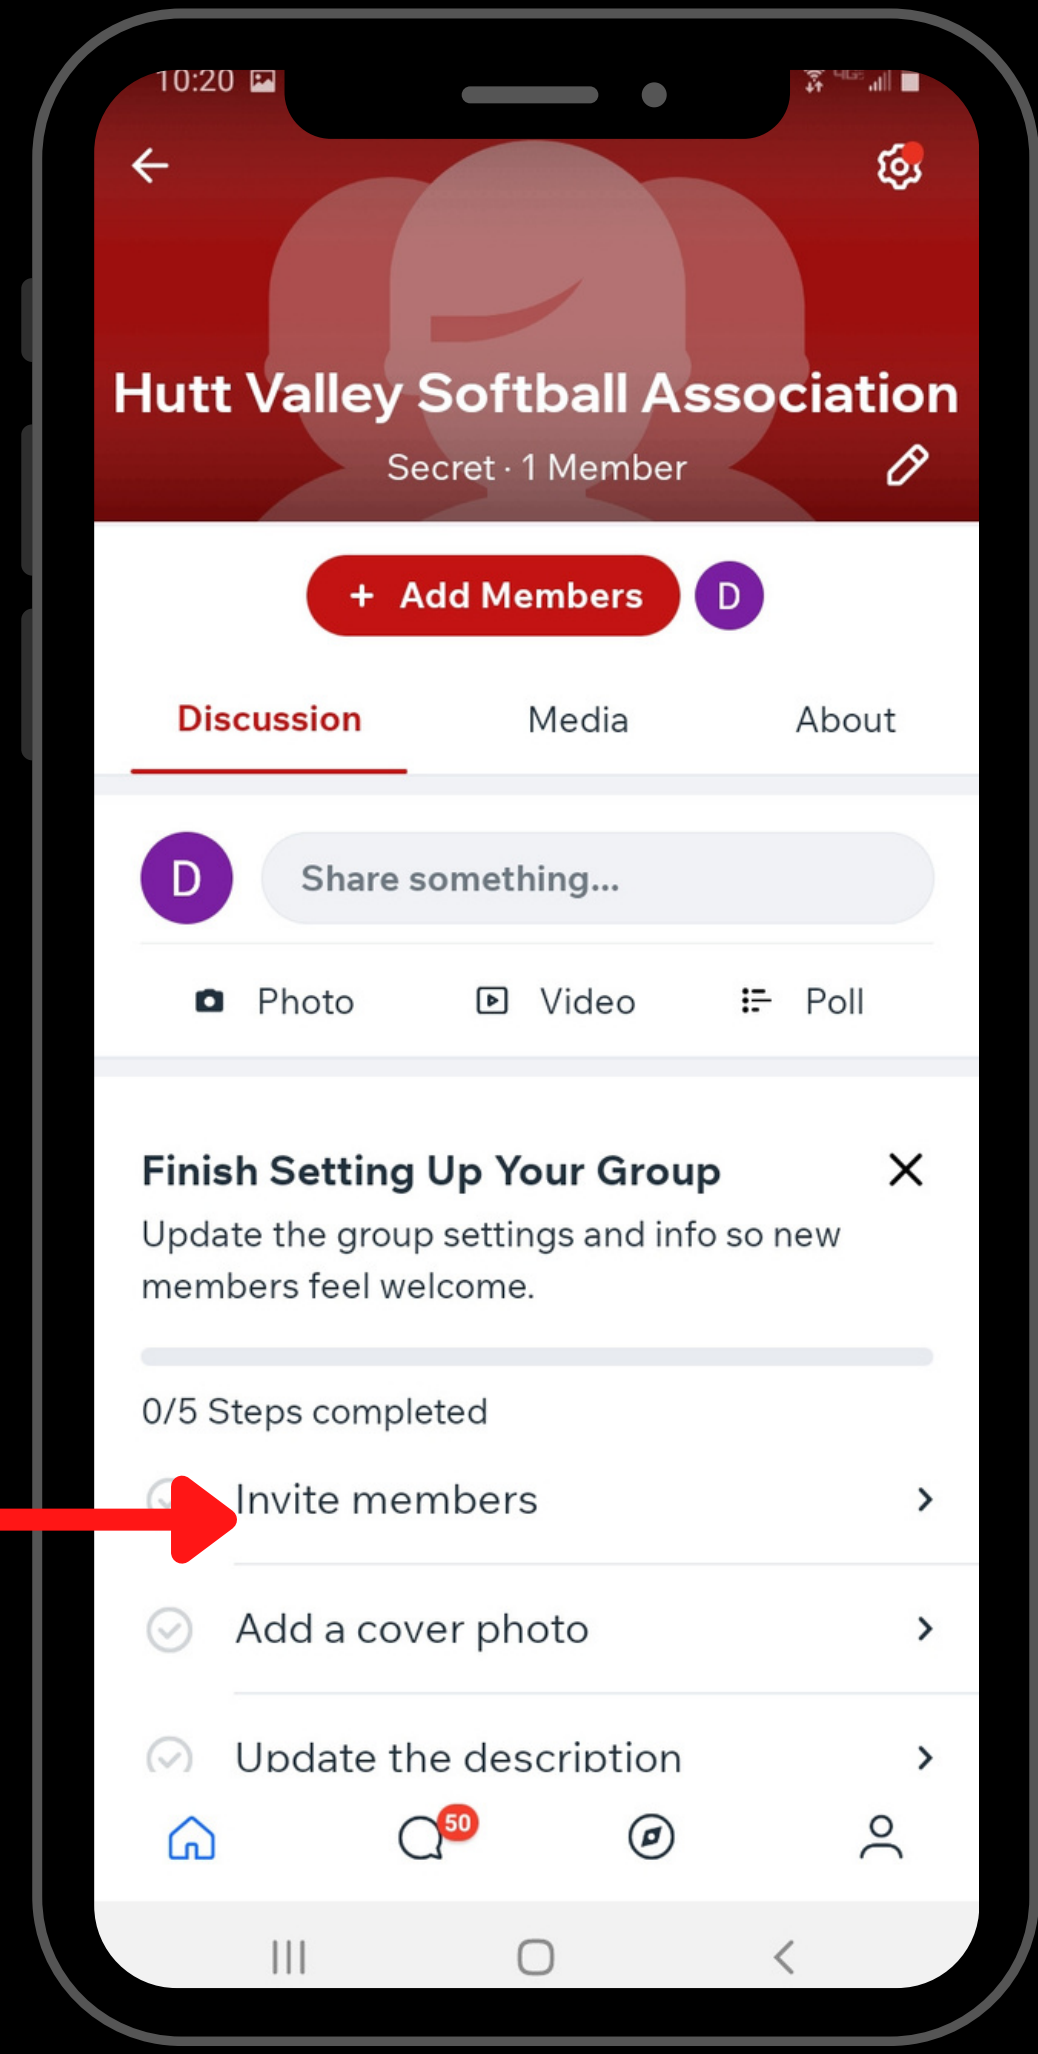 10:20
Hutt Valley Softball Association
Secret · 1 Member
+ Add Members D
Discussion Media About
D Share something...
Photo Video Poll
Finish Setting Up Your Group
Update the group settings and info so new
members feel welcome.
0/5 Steps completed
Invite members
Add a cover photo
Update the description
50